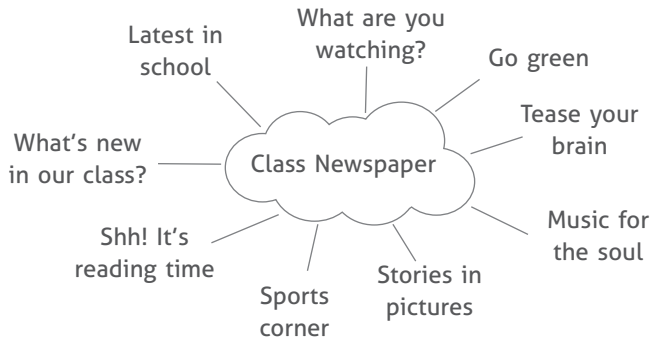 What are you
watching?
Latest in
school
Go green
Tease your
brain
What's new
in our class?
Class Newspaper
Music for
the soul
Shh! It's
reading time
Stories in
pictures
Sports
corner